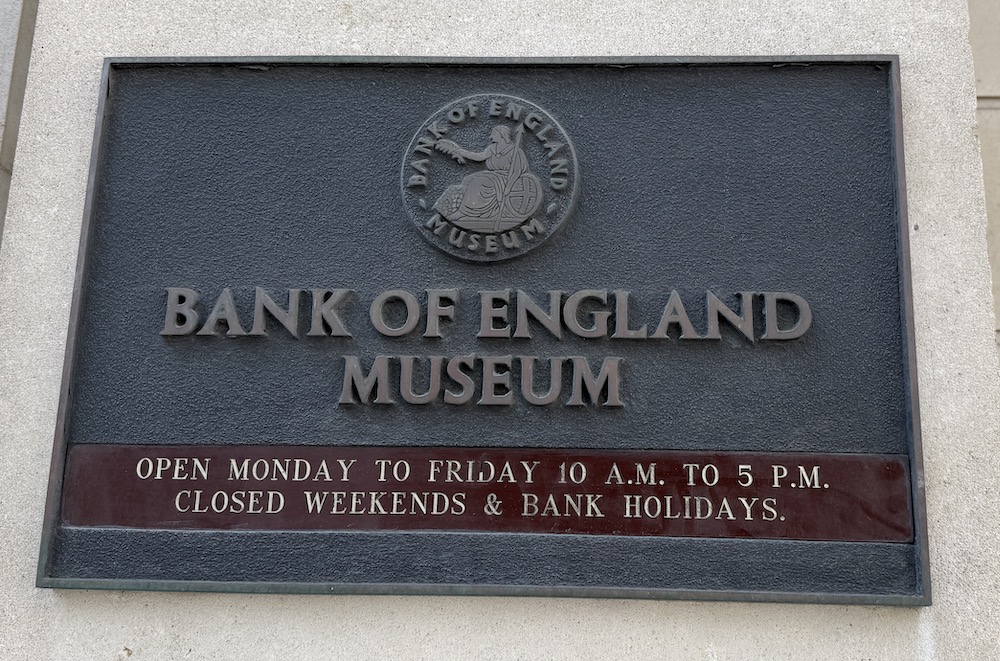 BANK OF ENGLAND
MUSEUM
BANK OF ENGLAND
MUSEUM
OPEN MONDAY TO FRIDAY 10 A.M. TO 5 P.M.
CLOSED WEEKENDS & BANK HOLIDAYS.